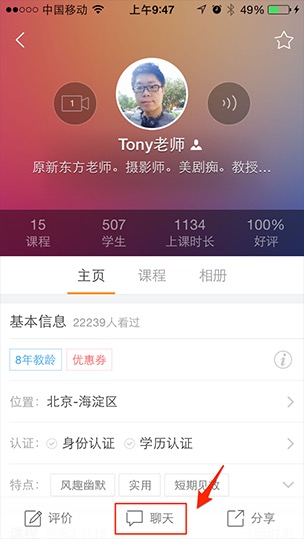 中国移动 上午9:47 49%
1
Tony老师
原新东方老师。摄影师。美剧痴。教授…
15 507 1134 100%
课程 学生 上课时长 好评
主页 课程 相册
基本信息 22239人看过
8年教龄 优惠券
位置: 北京-海淀区
认证: 身份认证 学历认证
特点: 风趣幽默 实用 短期见效
评价 聊天 分享